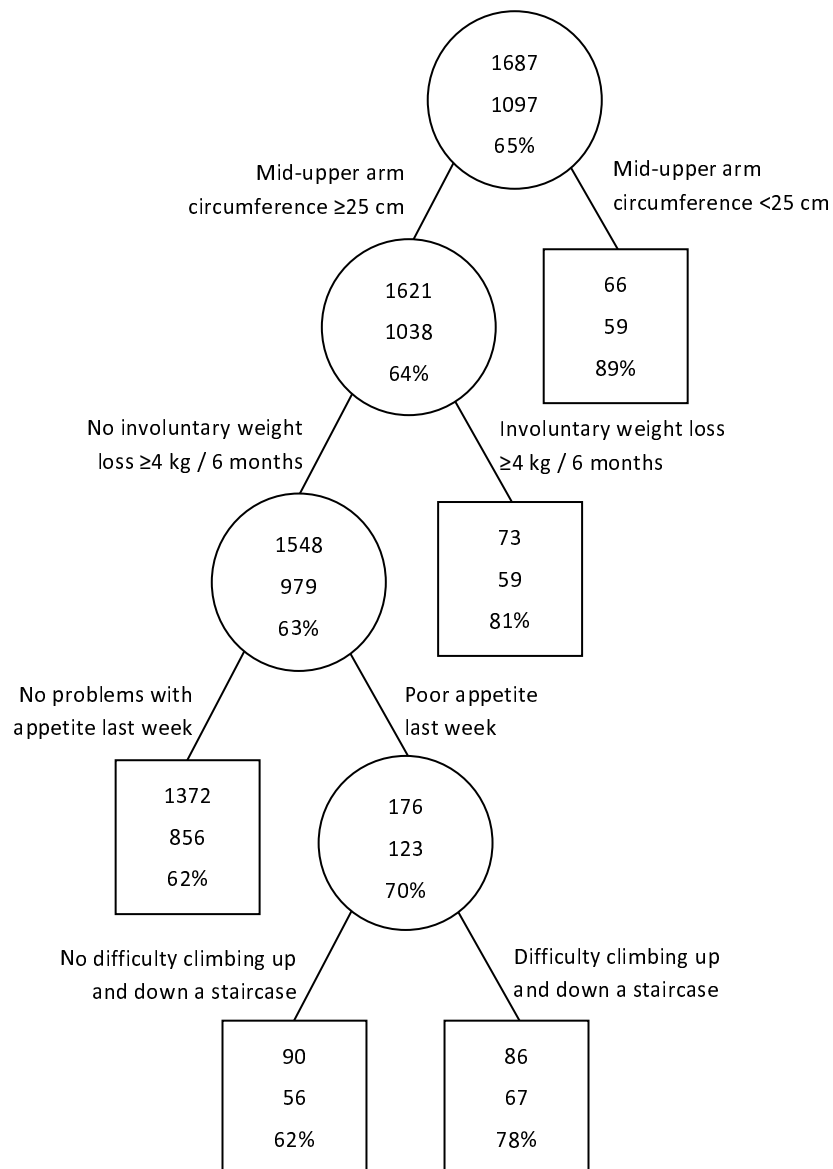 1687
1097
65%
Mid-upper arm
circumference ≥25 cm
Mid-upper arm
circumference <25 cm
1621
1038
64%
66
59
89%
No involuntary weight
loss ≥4 kg / 6 months
Involuntary weight loss
≥4 kg / 6 months
1548
979
63%
73
59
81%
No problems with
appetite last week
Poor appetite
last week
1372
856
62%
176
123
70%
No difficulty climbing up
and down a staircase
Difficulty climbing up
and down a staircase
90
56
62%
86
67
78%